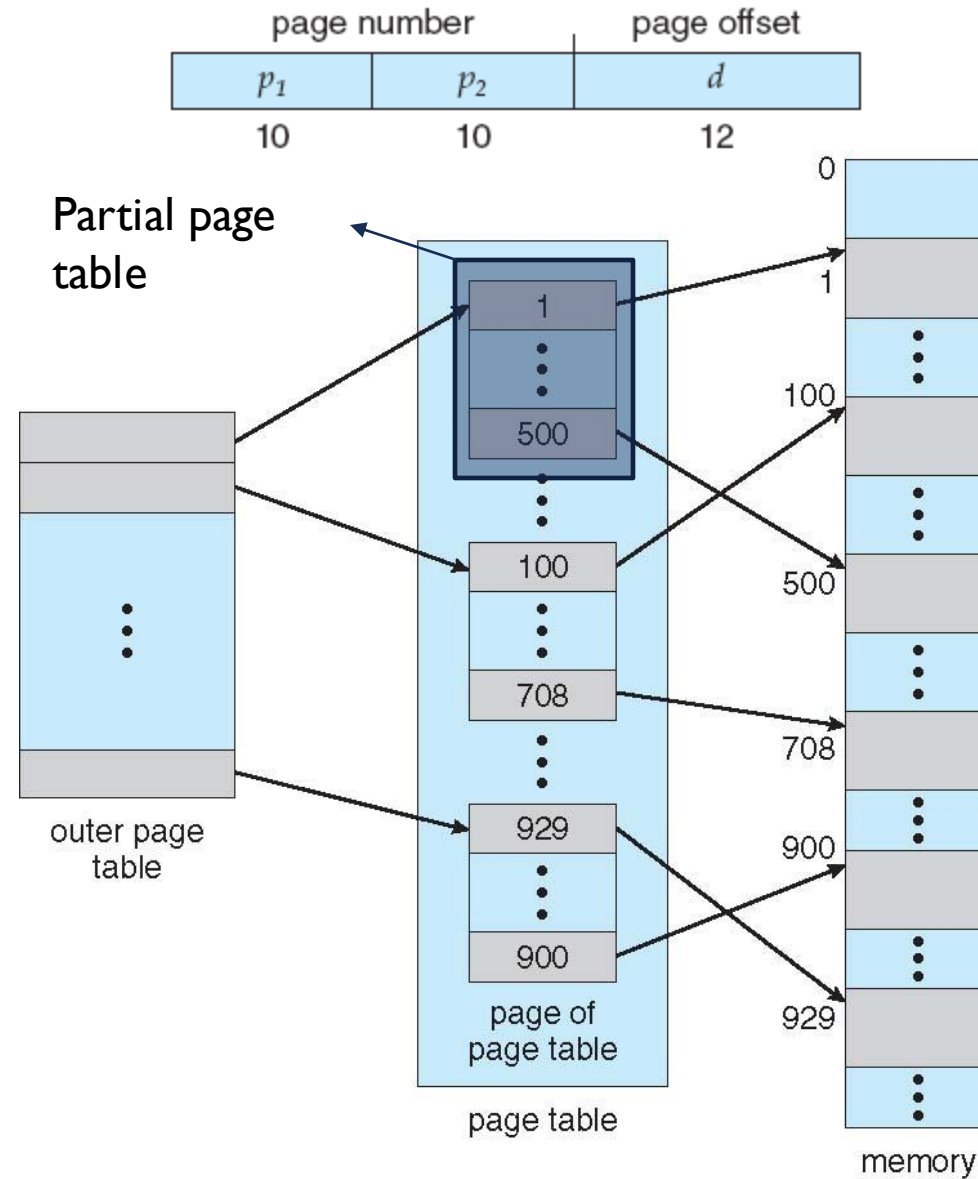 page number page offset
p1 p2 d
10 10 12
Partial page
table
0
1
100
500
708
900
929
1
500
100
708
929
900
page of
page table
page table
outer page
table
memory